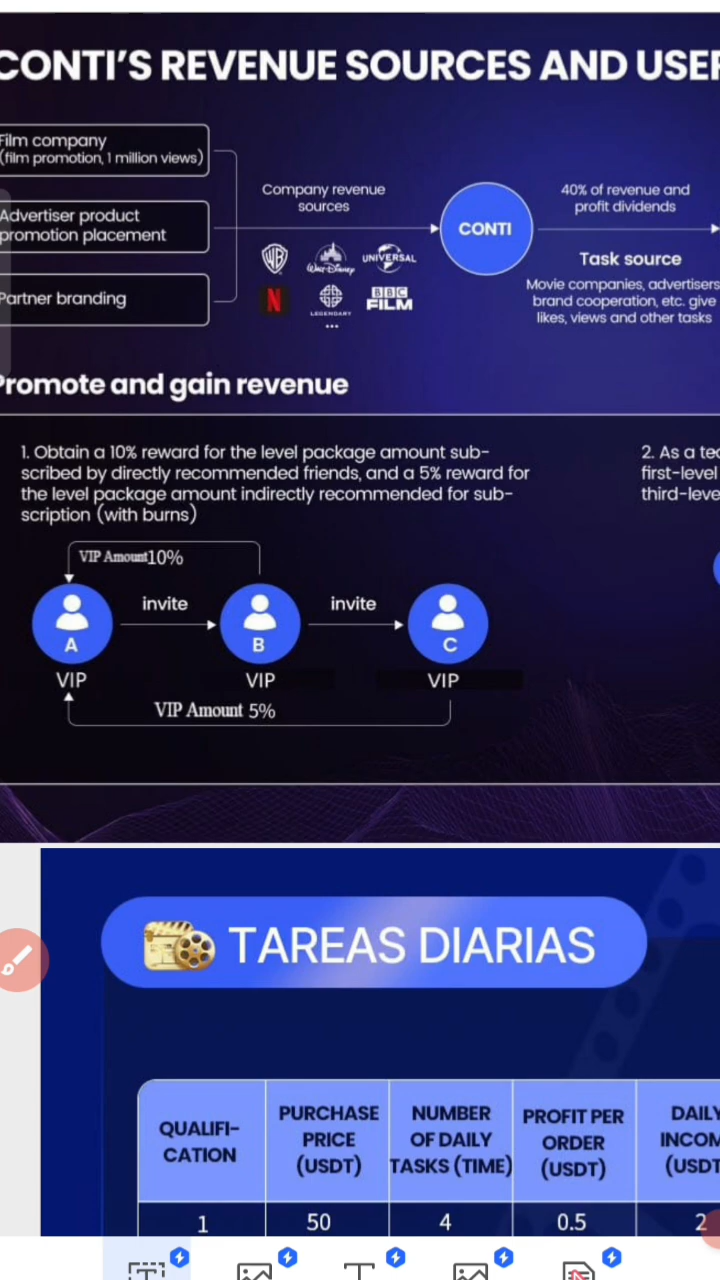 CONTI'S REVENUE SOURCES AND USER
Film company
(film promotion, 1 million views)
Advertiser product
promotion placement
Partner branding
Company revenue
sources
WB
WALT DISNEY
UNIVERSAL
N
LEGENDARY
BBC
FILM
...
CONTI
40% of revenue and
profit dividends
Task source
Movie companies, advertisers
brand cooperation, etc. give
likes, views and other tasks
Promote and gain revenue
1. Obtain a 10% reward for the level package amount sub-
scribed by directly recommended friends, and a 5% reward for
the level package amount indirectly recommended for sub-
scription (with burns)
2. As a tea
first-level
third-leve
VIP Amount10%
A
invite
B
invite
C
VIP
VIP
VIP
VIP Amount 5%
TAREAS DIARIAS
QUALIFI-
CATION
PURCHASE
PRICE
(USDT)
NUMBER
OF DAILY
TASKS (TIME)
PROFIT PER
ORDER
(USDT)
DAILY
INCOM
(USDT
1 50 4 0.5 2